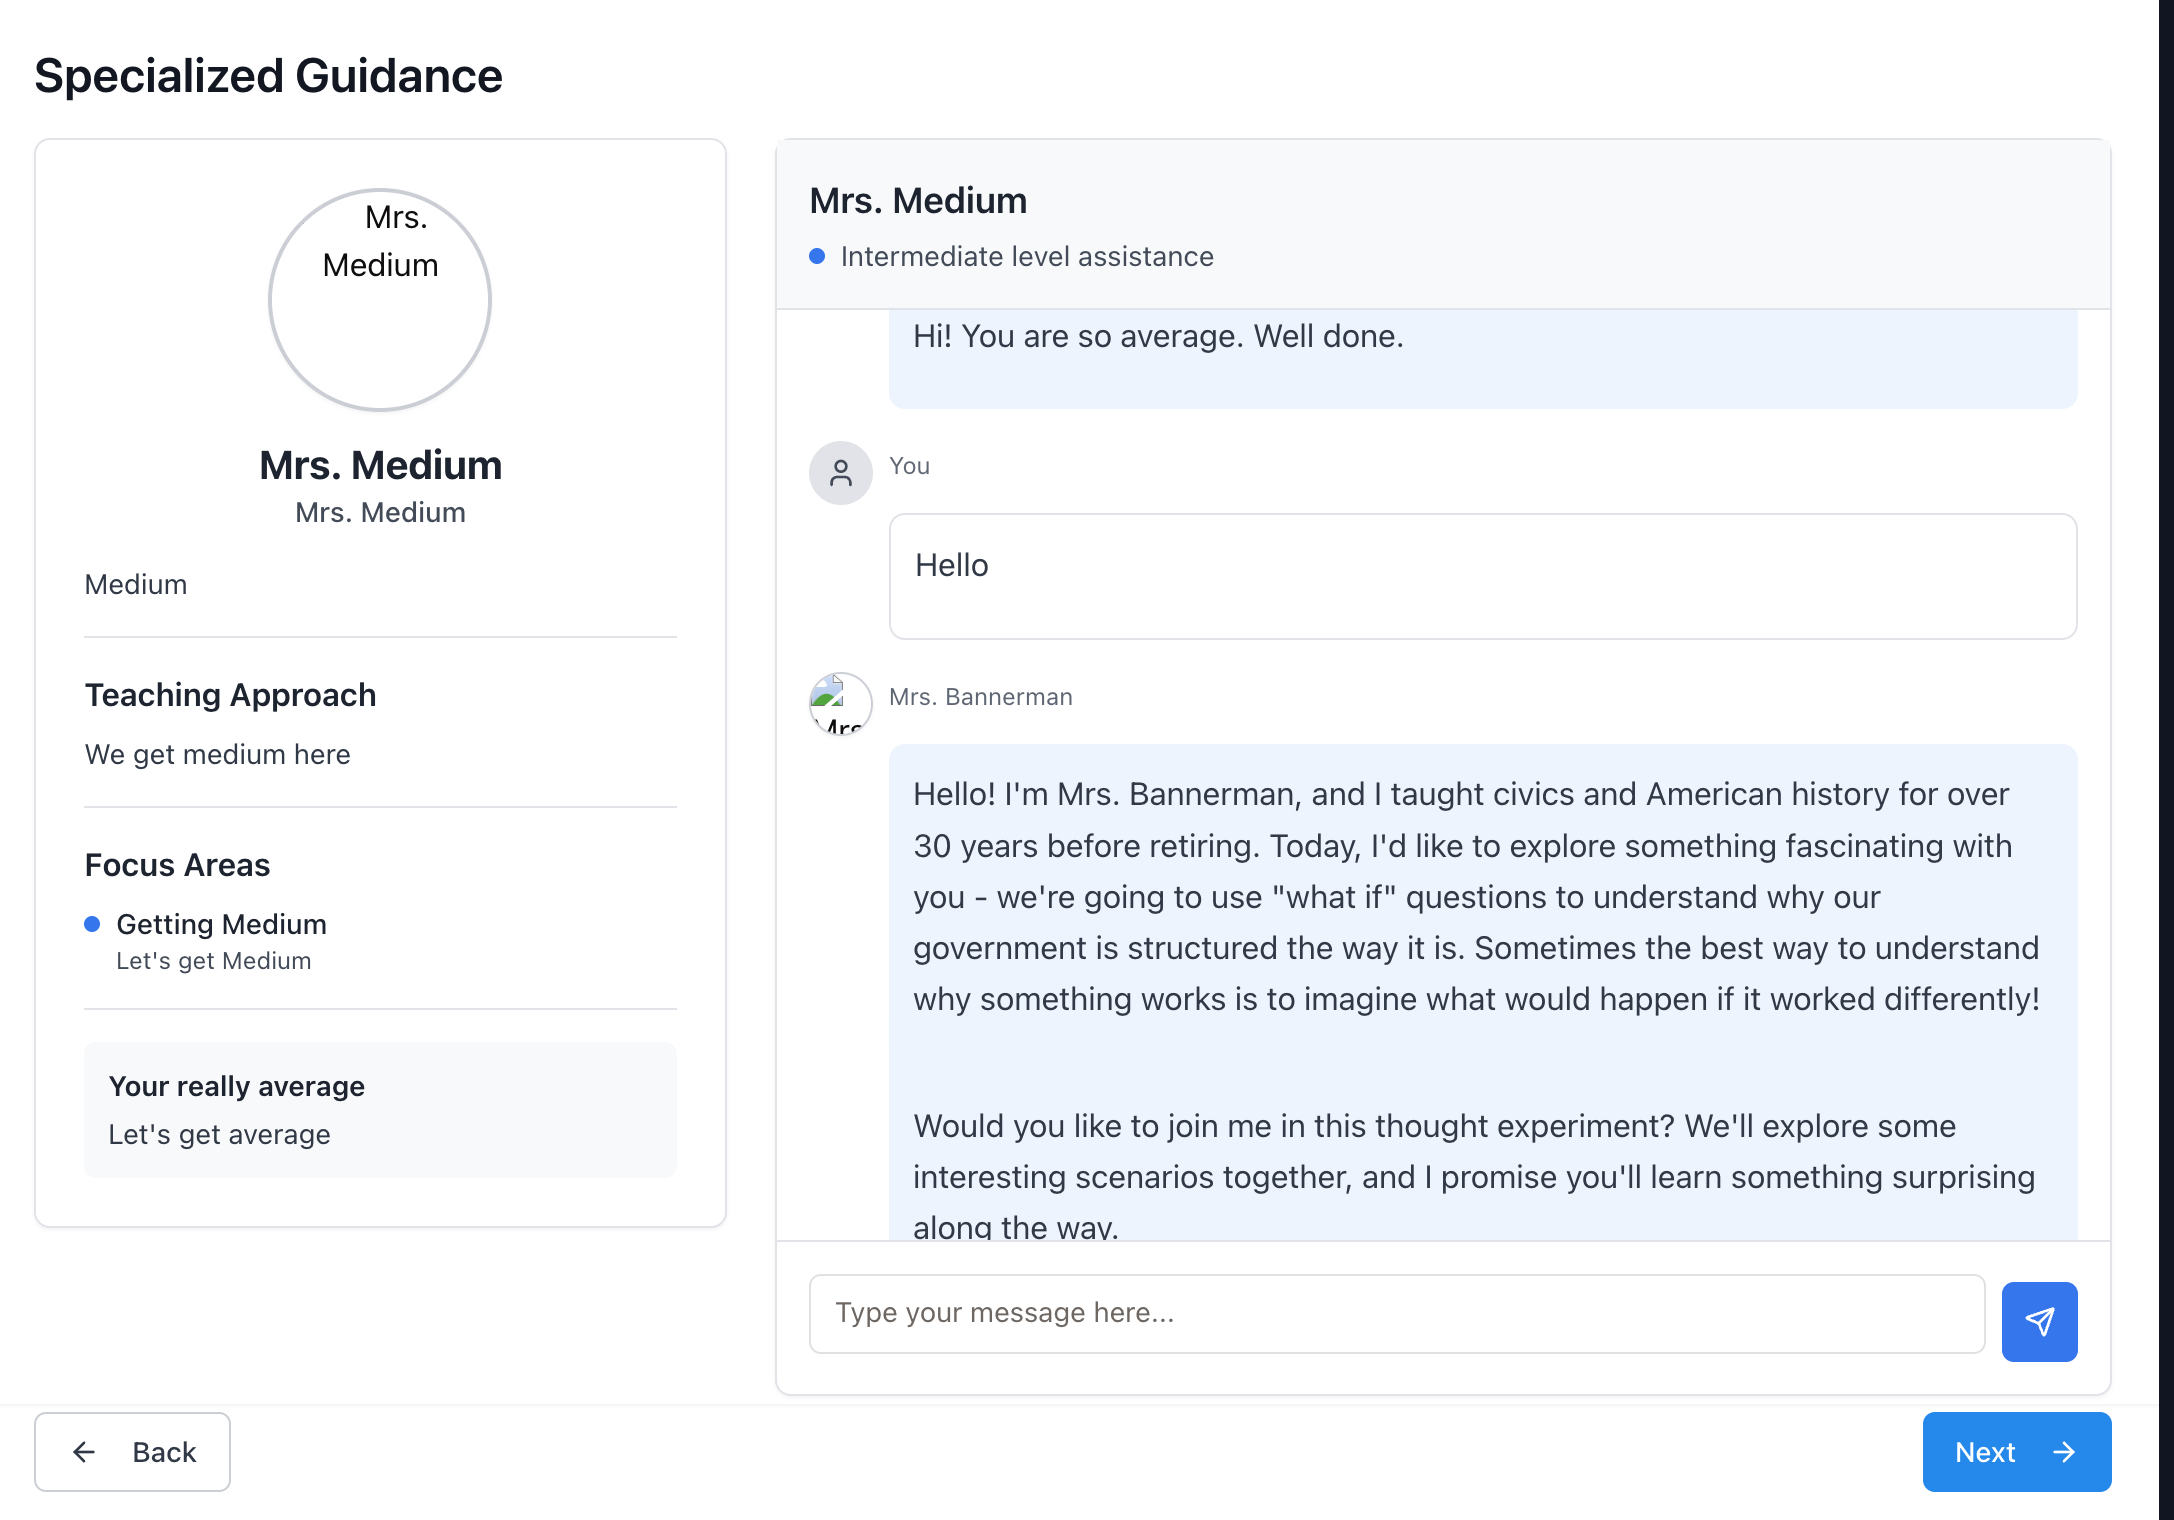 Specialized Guidance
Mrs.
Medium
Mrs. Medium
Mrs. Medium
Medium
Teaching Approach
We get medium here
Focus Areas
Getting Medium
Let's get Medium
Your really average
Let's get average
Mrs. Medium
Intermediate level assistance
Hi! You are so average. Well done.
You
Hello
Mrs
Mrs. Bannerman
Hello! I'm Mrs. Bannerman, and I taught civics and American history for over
30 years before retiring. Today, I'd like to explore something fascinating with
you - we're going to use "what if" questions to understand why our
government is structured the way it is. Sometimes the best way to understand
why something works is to imagine what would happen if it worked differently!
Would you like to join me in this thought experiment? We'll explore some
interesting scenarios together, and I promise you'll learn something surprising
along the way.
Type your message here...
Back
Next